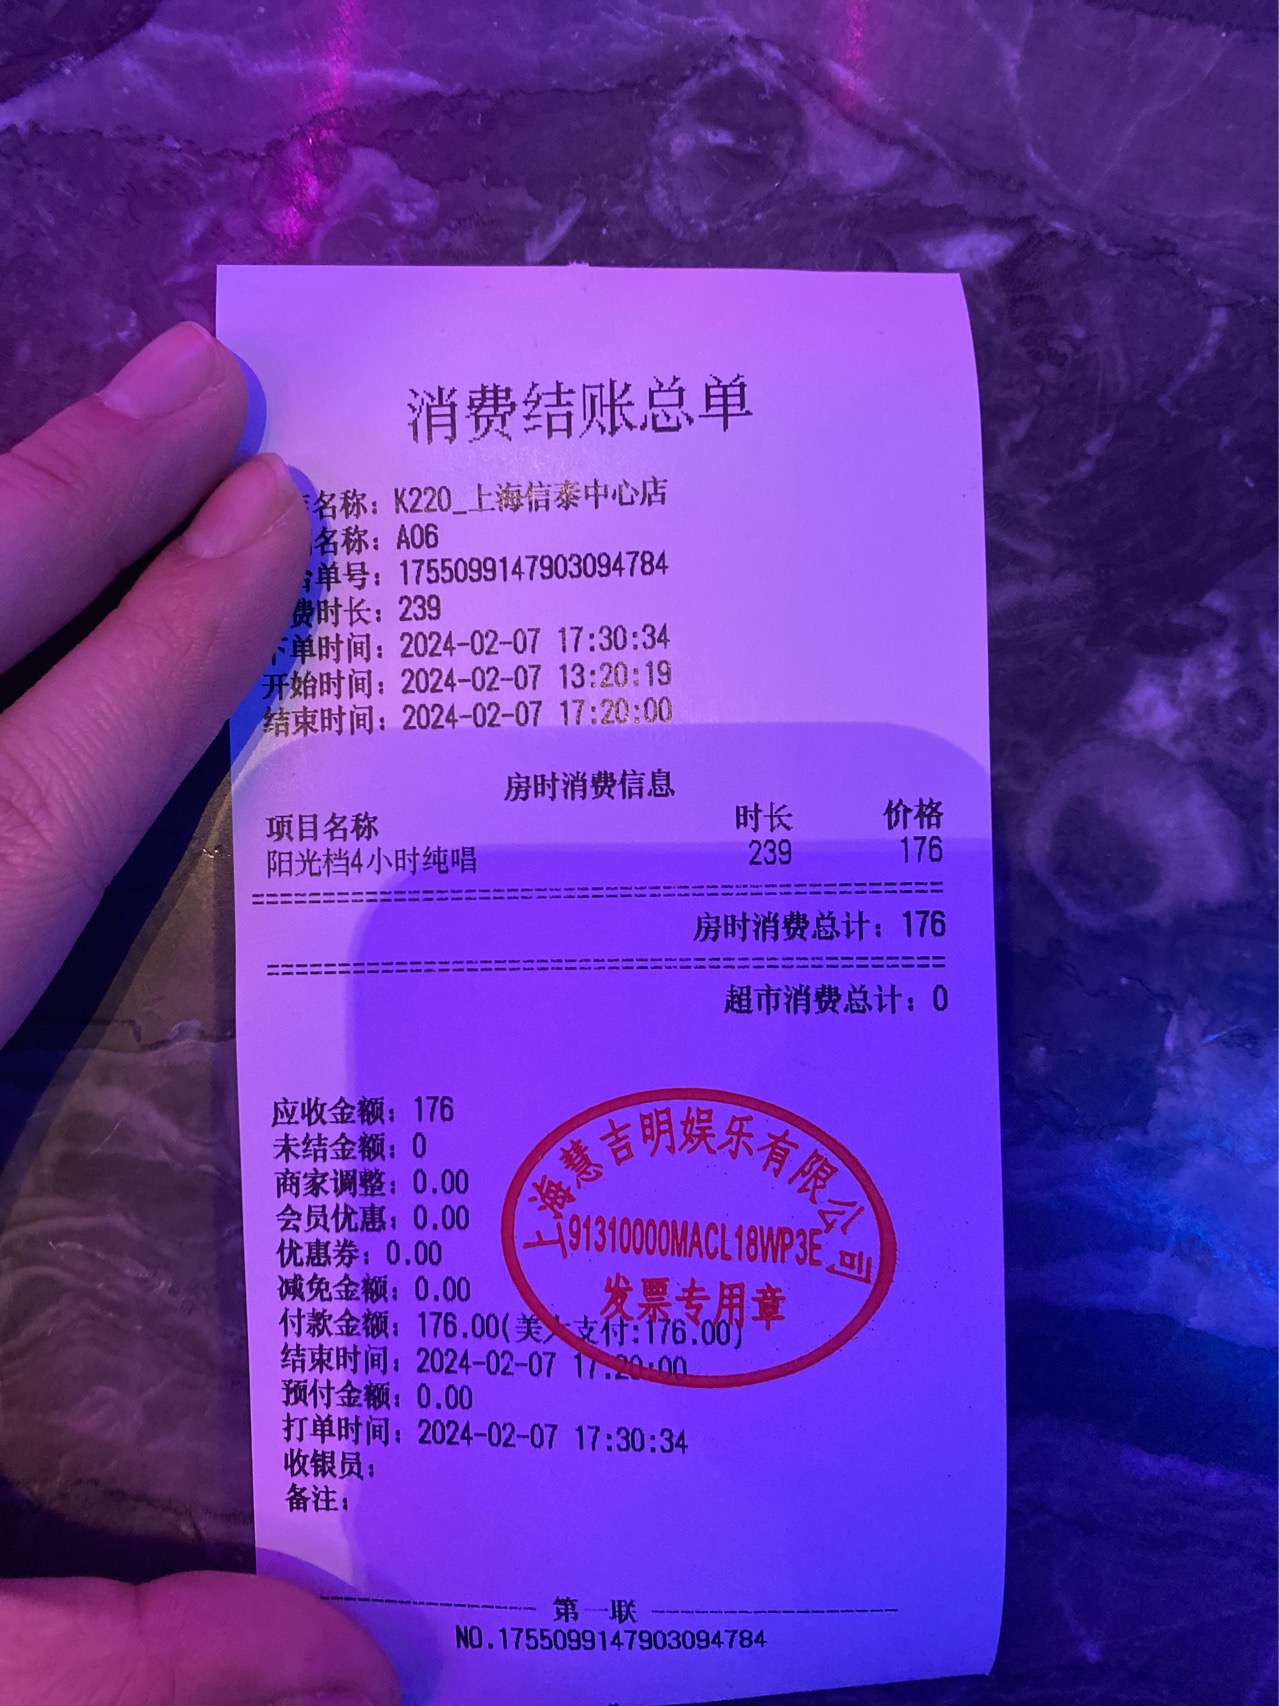 消费结账总单
名称：K220_上海信泰中心店
名称：A06
单号：1755099147903094784
费时长：239
下单时间：2024-02-07 17:30:34
开始时间：2024-02-07 13:20:19
结束时间：2024-02-07 17:20:00
房时消费信息
项目名称 时长 价格
阳光档4小时纯唱 239 176
房时消费总计：176
超市消费总计：0
应收金额：176
未结金额：0
商家调整：0.00
会员优惠：0.00
优惠券：0.00
减免金额：0.00
付款金额：176.00(美大支付:176.00)
结束时间：2024-02-07 17:20:00
预付金额：0.00
打单时间：2024-02-07 17:30:34
收银员：
备注：
上海慧吉明娱乐有限公司
91310000MACL18WP3E
发票专用章
第一联
NO.1755099147903094784